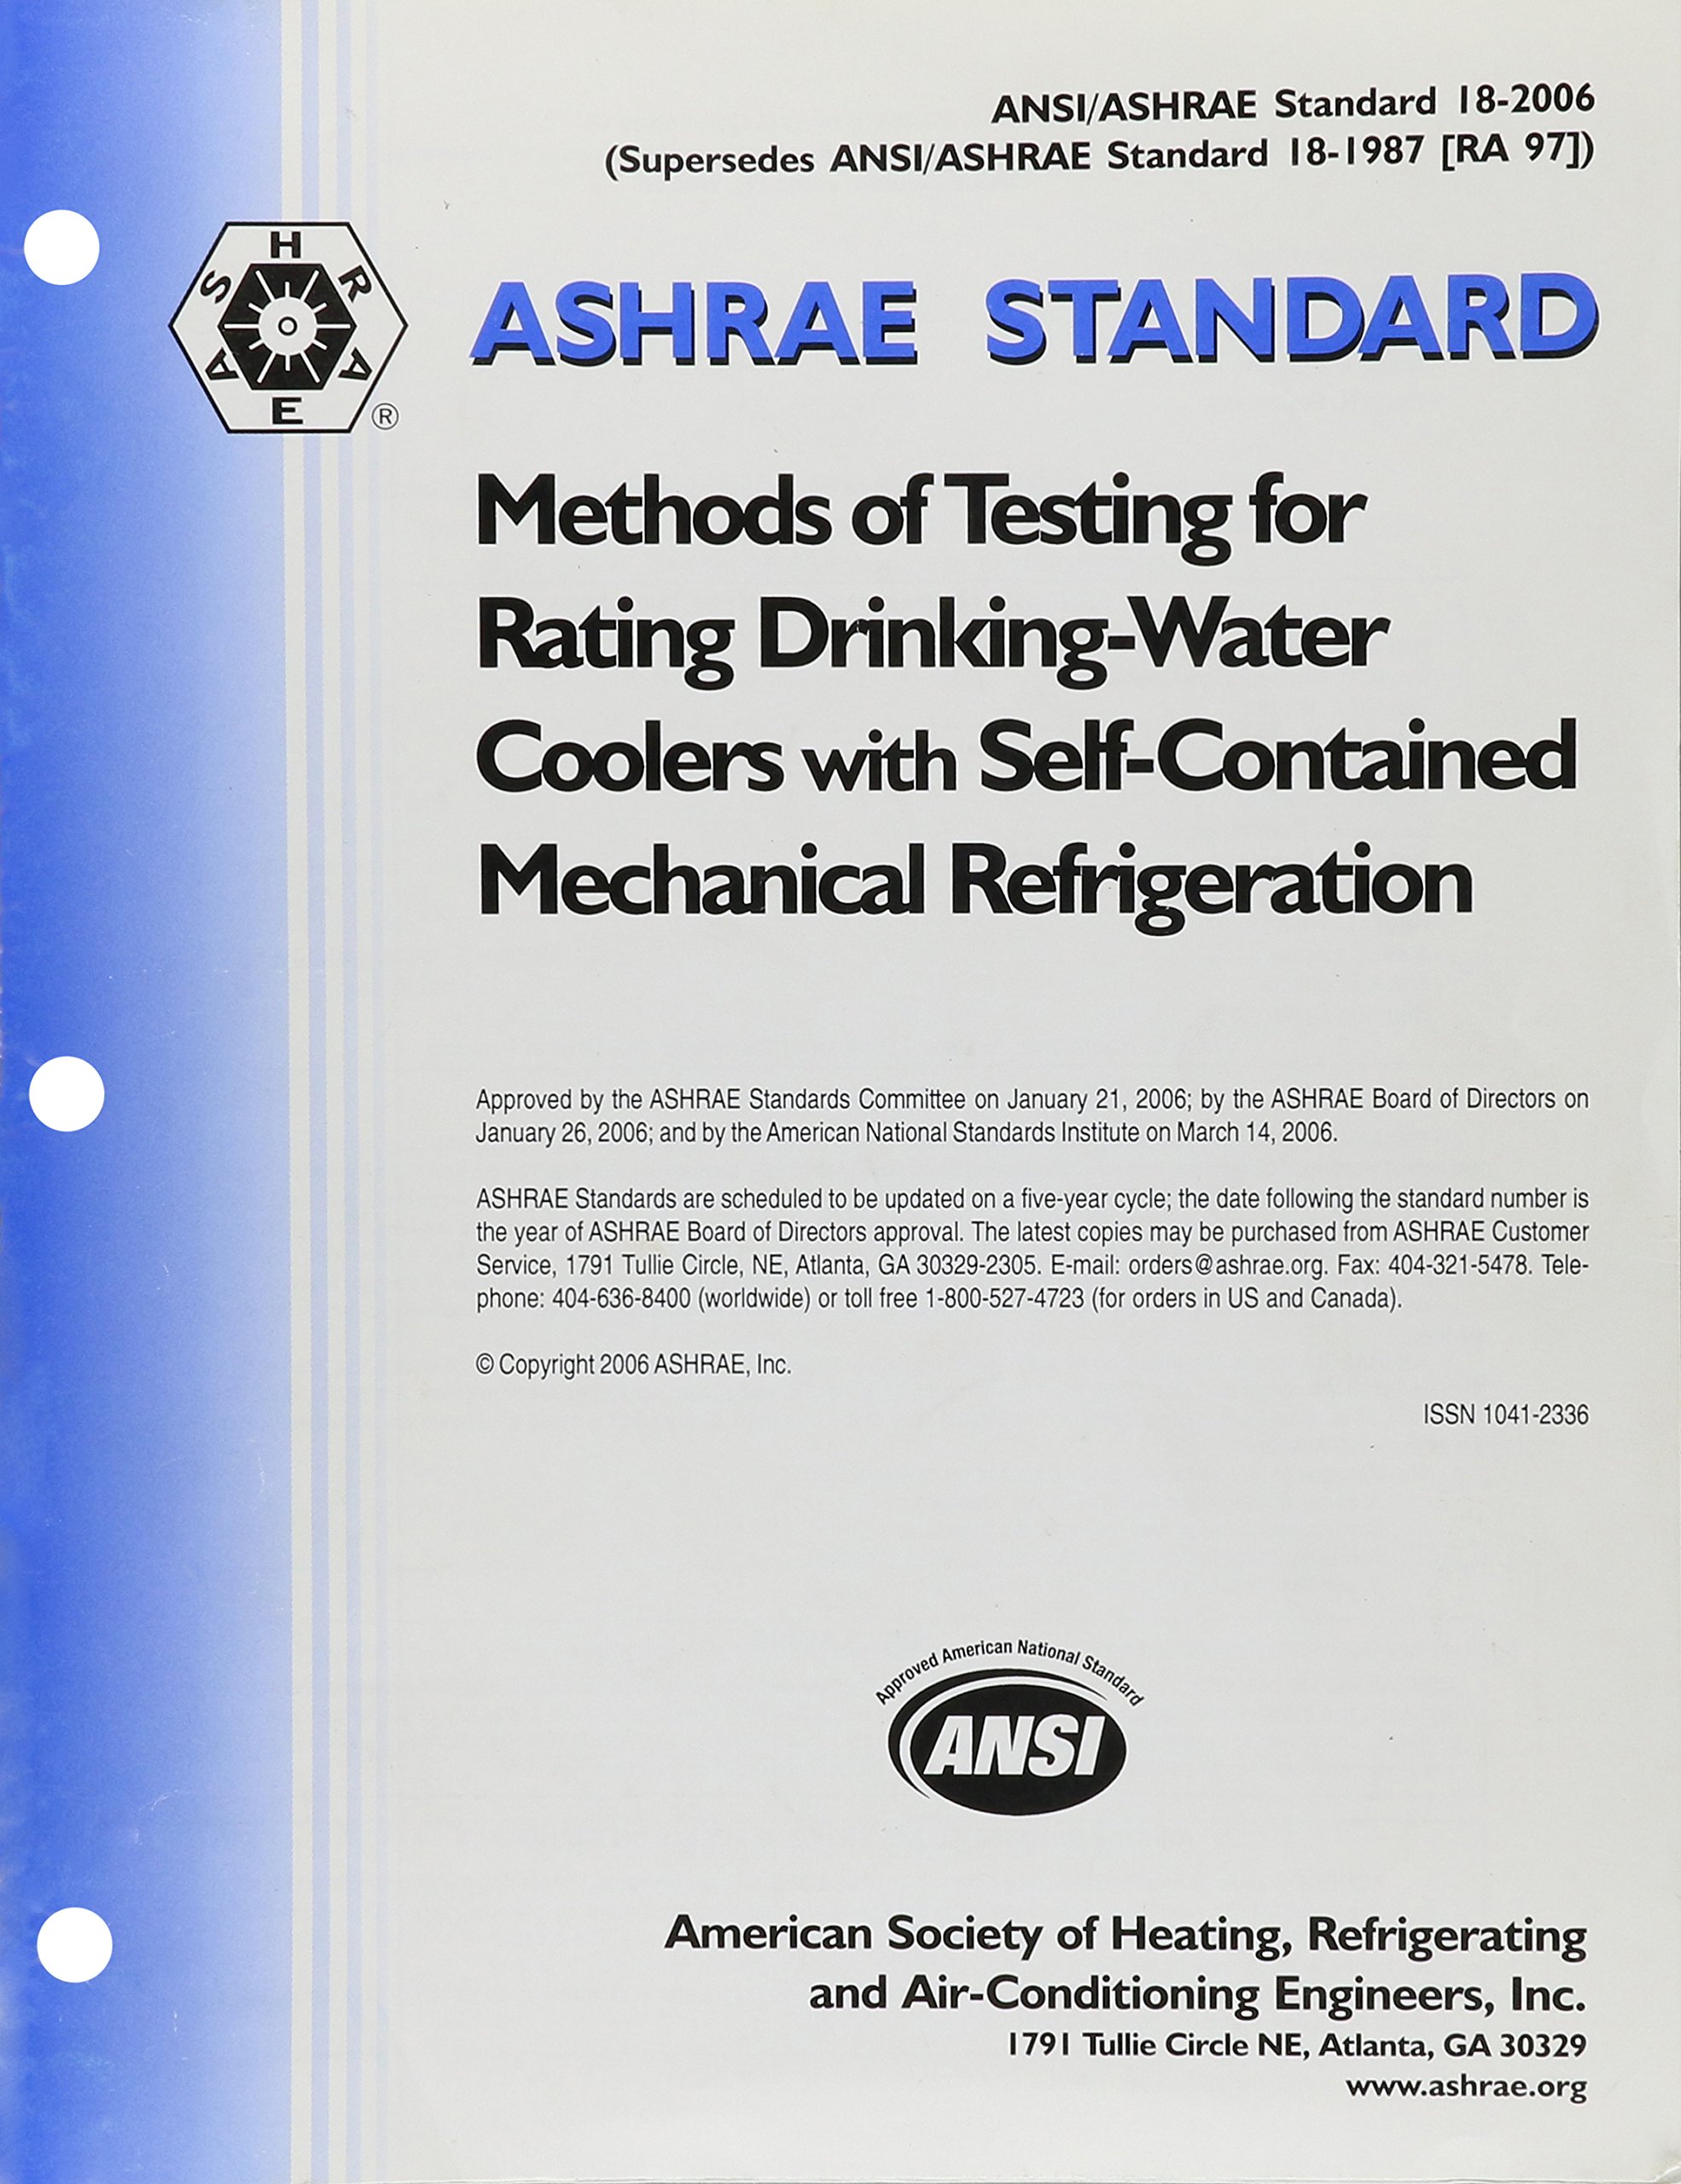 ANSI/ASHRAE Standard 18-2006
(Supersedes ANSI/ASHRAE Standard 18-1987 [RA 97])
ASHRAE
®
ASHRAE STANDARD
Methods of Testing for
Rating Drinking-Water
Coolers with Self-Contained
Mechanical Refrigeration
Approved by the ASHRAE Standards Committee on January 21, 2006; by the ASHRAE Board of Directors on
January 26, 2006; and by the American National Standards Institute on March 14, 2006.
ASHRAE Standards are scheduled to be updated on a five-year cycle; the date following the standard number is
the year of ASHRAE Board of Directors approval. The latest copies may be purchased from ASHRAE Customer
Service, 1791 Tullie Circle, NE, Atlanta, GA 30329-2305. E-mail: orders@ashrae.org. Fax: 404-321-5478. Tele-
phone: 404-636-8400 (worldwide) or toll free 1-800-527-4723 (for orders in US and Canada).
© Copyright 2006 ASHRAE, Inc.
ISSN 1041-2336
Approved American National Standard
ANSI
American Society of Heating, Refrigerating
and Air-Conditioning Engineers, Inc.
1791 Tullie Circle NE, Atlanta, GA 30329
www.ashrae.org